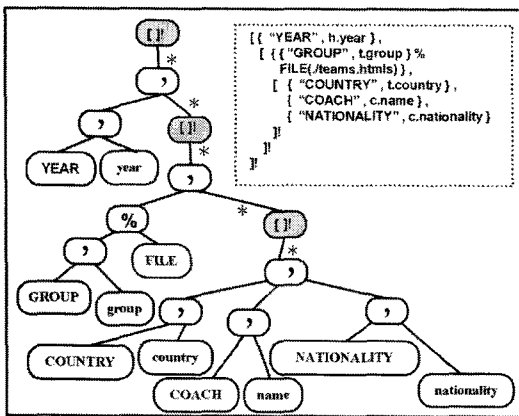 [ ]!
*
,
*
, [ ]!
*
YEAR year
,
% * [ ]!
*
, FILE ,
GROUP group , , ,
COUNTRY country NATIONALITY
COACH name nationality
[ { "YEAR" , h.year } ,
[ { { "GROUP" , t.group } %
FILE(./teams.htmls) } ,
[ { "COUNTRY" , t.country } ,
{ "COACH" , c.name } ,
{ "NATIONALITY" , c.nationality }
]!
]!
]!